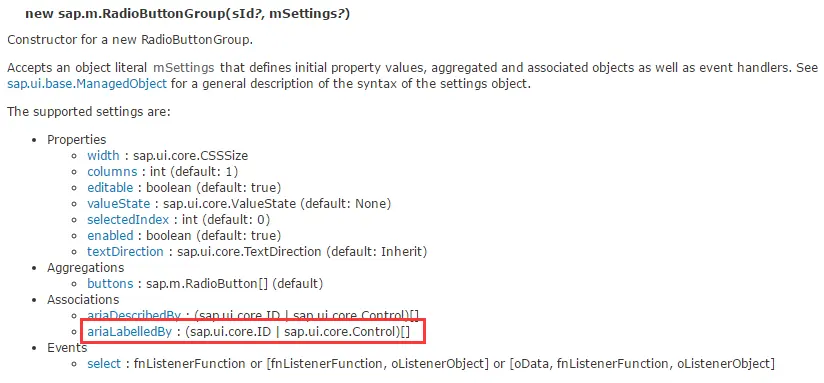 new sap.m.RadioButtonGroup(sId?, mSettings?)
Constructor for a new RadioButtonGroup.
Accepts an object literal mSettings that defines initial property values, aggregated and associated objects as well as event handlers. See
sap.ui.base.ManagedObject for a general description of the syntax of the settings object.
The supported settings are:
Properties
width : sap.ui.core.CSSSize
columns : int (default: 1)
editable : boolean (default: true)
valueState : sap.ui.core.ValueState (default: None)
selectedIndex : int (default: 0)
enabled : boolean (default: true)
textDirection : sap.ui.core.TextDirection (default: Inherit)
Aggregations
buttons : sap.m.RadioButton[] (default)
Associations
ariaDescribedBy : (sap.ui.core.ID | sap.ui.core.Control)[]
ariaLabelledBy : (sap.ui.core.ID | sap.ui.core.Control)[]
Events
select : fnListenerFunction or [fnListenerFunction, oListenerObject] or [oData, fnListenerFunction, oListenerObject]